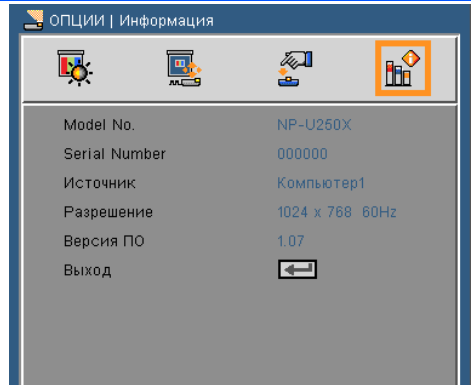 ОПЦИИ | Информация
Model No. NP-U250X
Serial Number 000000
Источник Компьютер1
Разрешение 1024 x 768 60Hz
Версия ПО 1.07
Выход